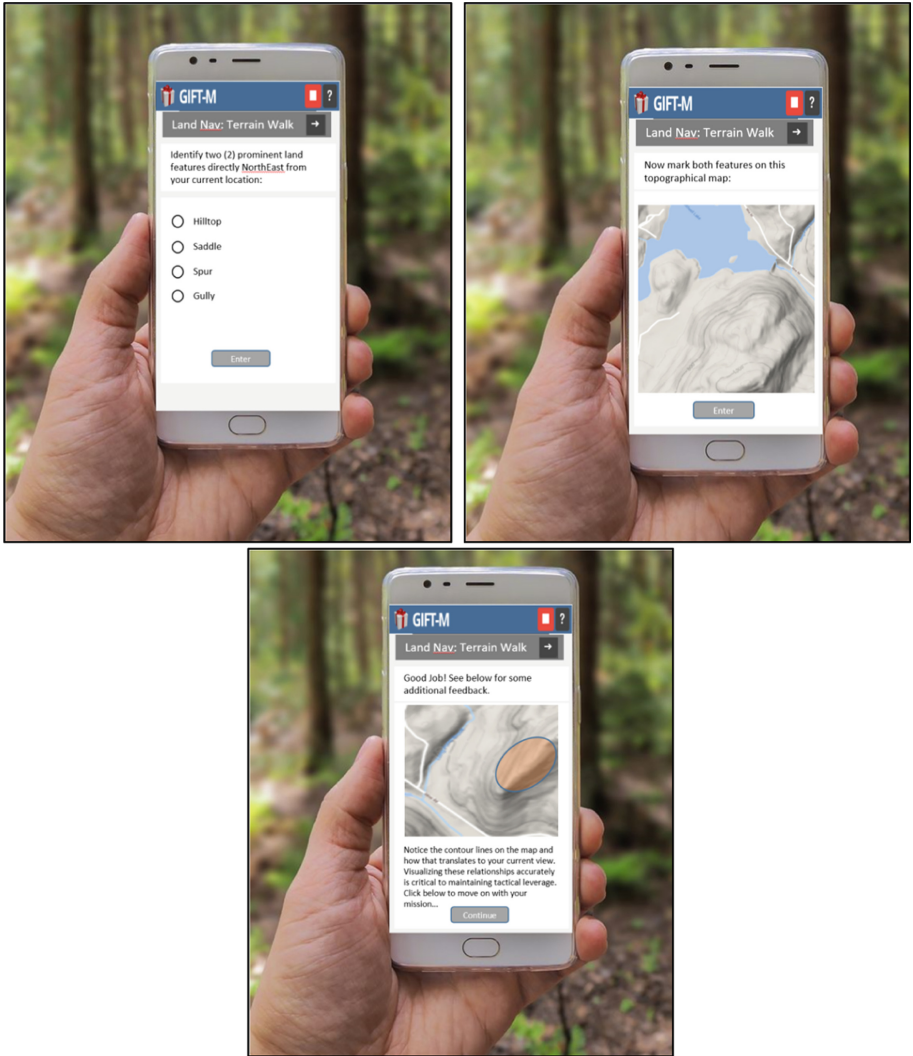 GIFT-M
?
Land Nav: Terrain Walk
Identify two (2) prominent land
features directly NorthEast from
your current location:
Hilltop
Saddle
Spur
Gully
Enter
GIFT-M
?
Land Nav: Terrain Walk
Now mark both features on this
topographical map:
Enter
GIFT-M
?
Land Nav: Terrain Walk
Good Job! See below for some
additional feedback.
Notice the contour lines on the map and
how that translates to your current view.
Visualizing these relationships accurately
is critical to maintaining tactical leverage.
Click below to move on with your
mission...
Continue